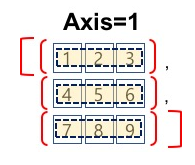 Axis=1
[ ( 1 2 3 ) ,
( 4 5 6 ) ,
( 7 8 9 ) ]